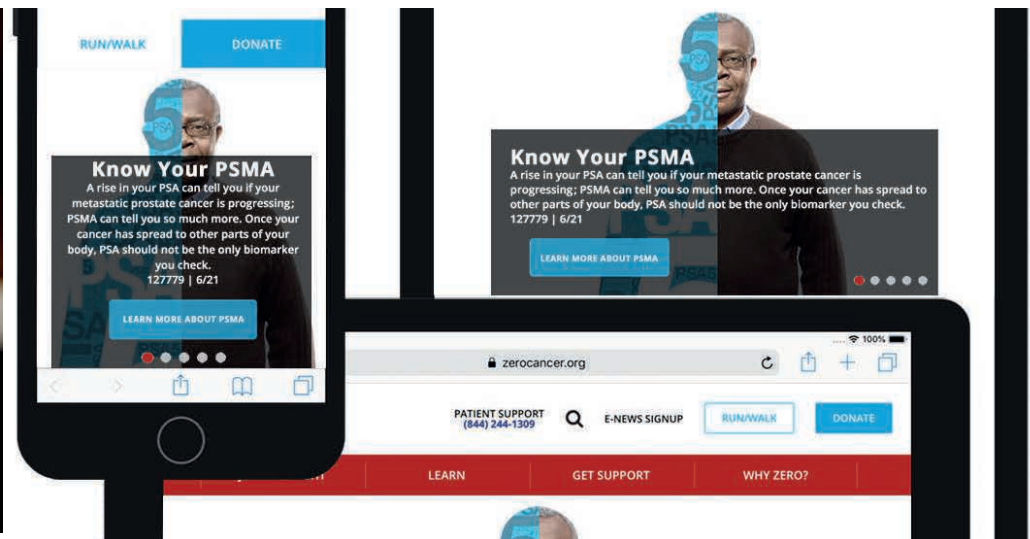 RUN/WALK
DONATE
PSA
Know Your PSMA
A rise in your PSA can tell you if your
metastatic prostate cancer is progressing;
PSMA can tell you so much more. Once your
cancer has spread to other parts of your
body, PSA should not be the only biomarker
you check.
127779 | 6/21
LEARN MORE ABOUT PSMA
PSA
Know Your PSMA
A rise in your PSA can tell you if your metastatic prostate cancer is
progressing; PSMA can tell you so much more. Once your cancer has spread to
other parts of your body, PSA should not be the only biomarker you check.
127779 | 6/21
LEARN MORE ABOUT PSMA
100%
zerocancer.org
PATIENT SUPPORT
(844) 244-1309
E-NEWS SIGNUP
RUN/WALK
DONATE
LEARN
GET SUPPORT
WHY ZERO?